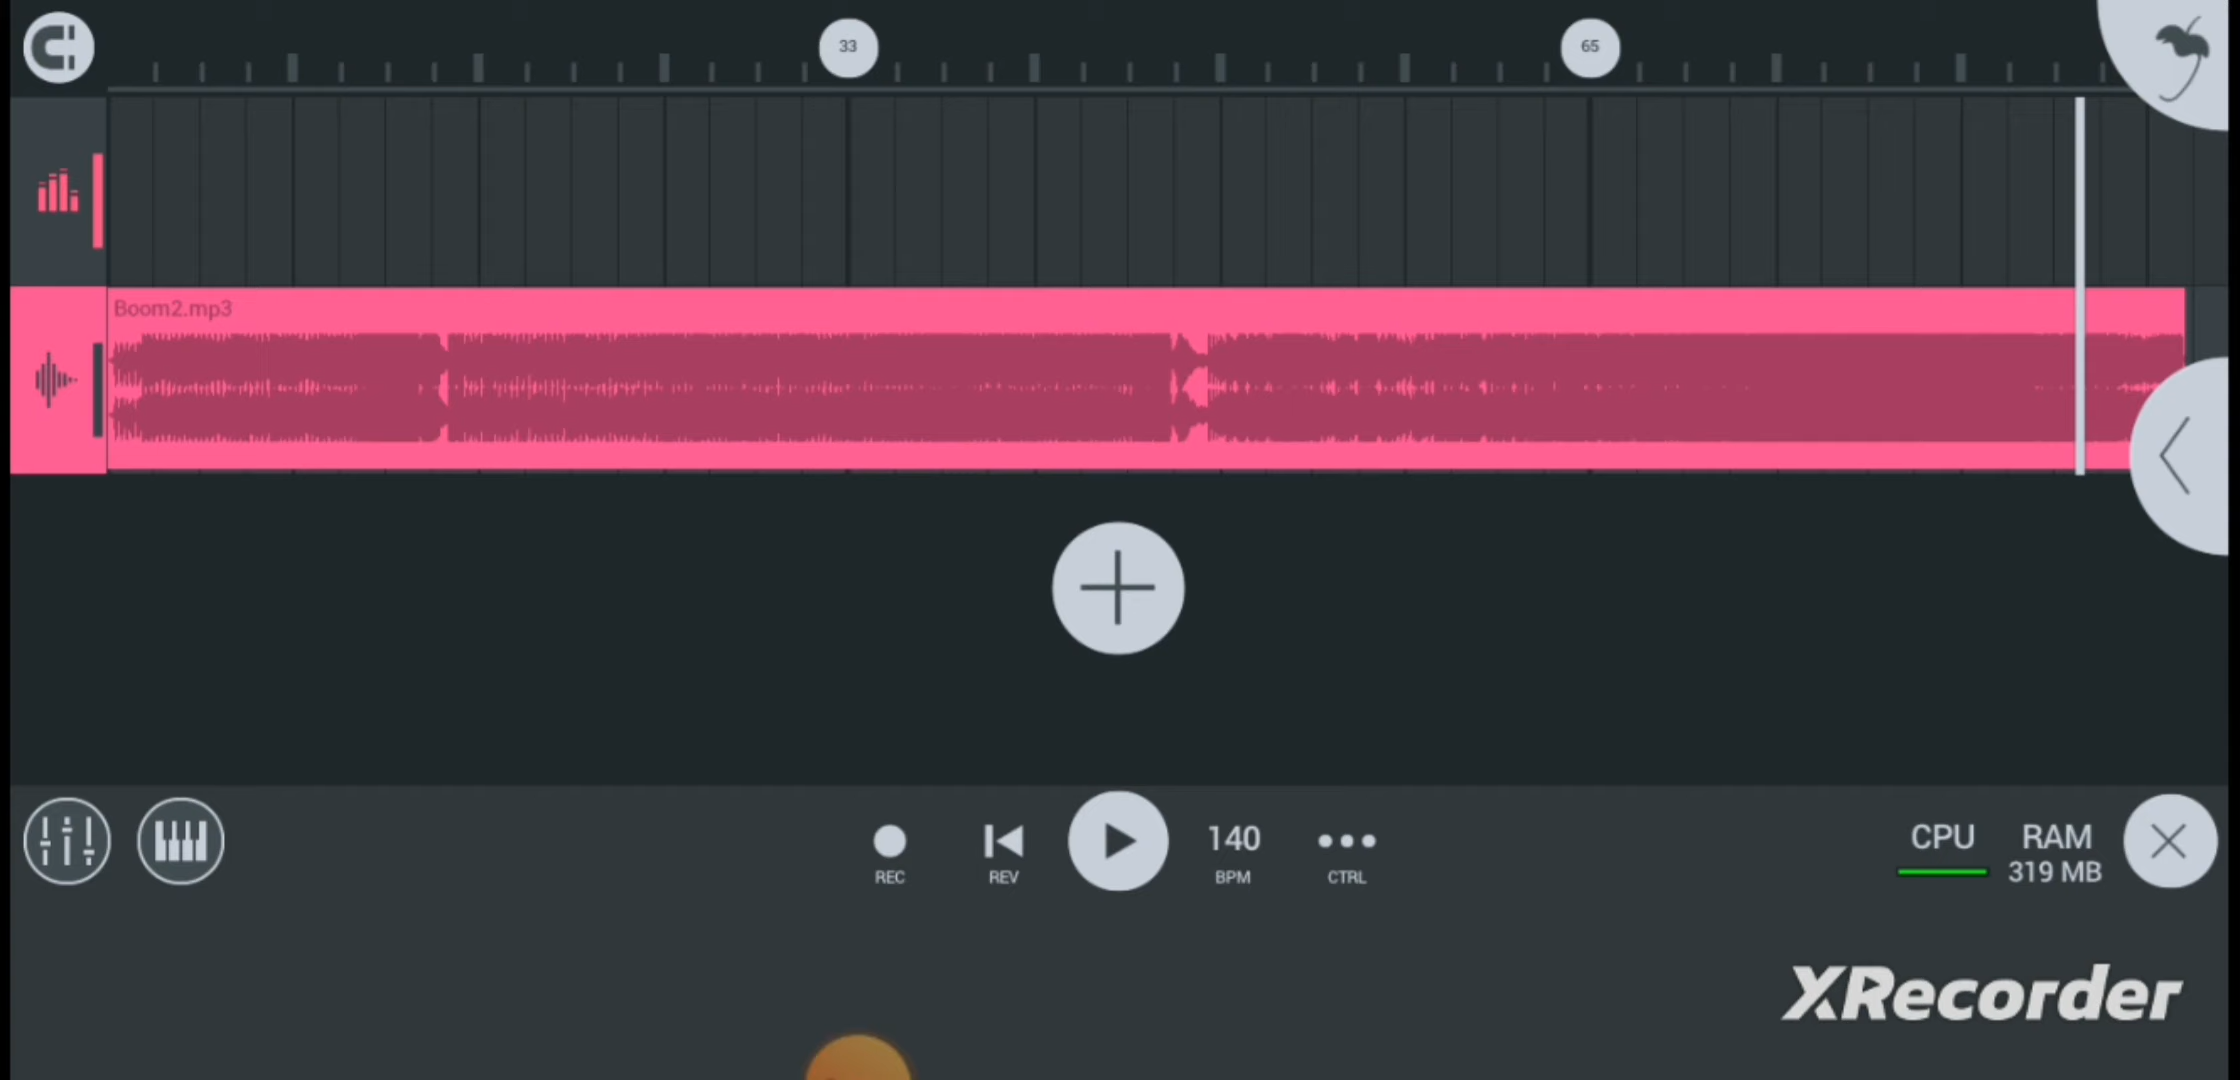 33
65
Boom2.mp3
140
CPU RAM
319 MB
REC REV BPM CTRL
XRecorder